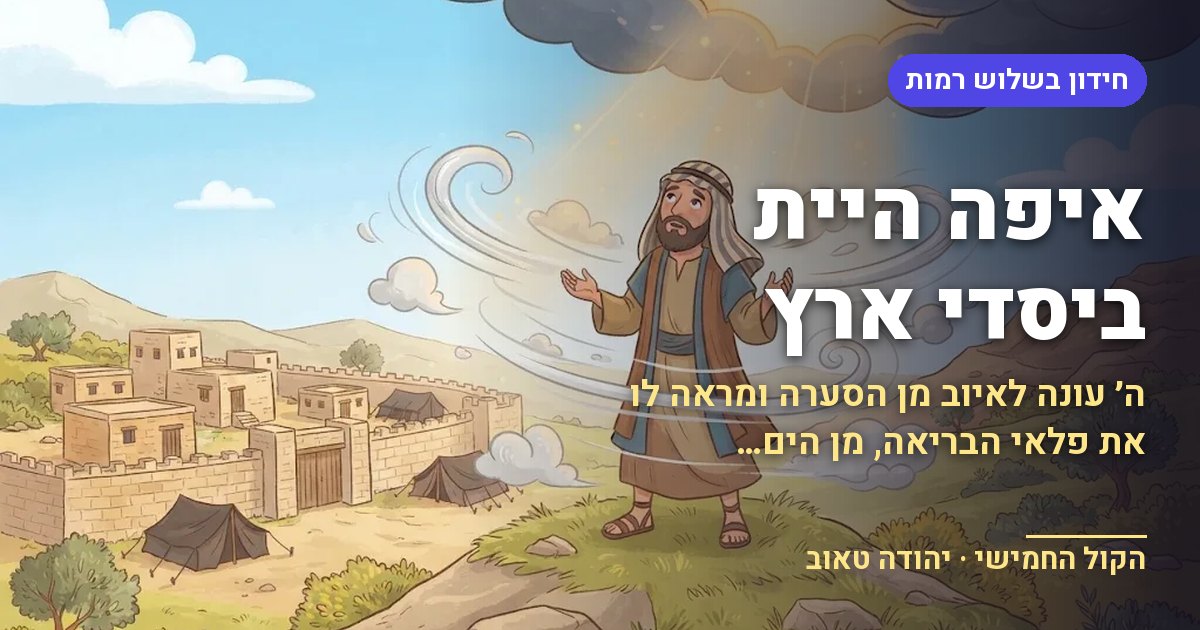 חידון בשלוש רמות
איפה היית
ביסדי ארץ
ה׳ עונה לאיוב מן הסערה ומראה לו
את פלאי הבריאה, מן הים...
הקול החמישי · יהודה טאוב